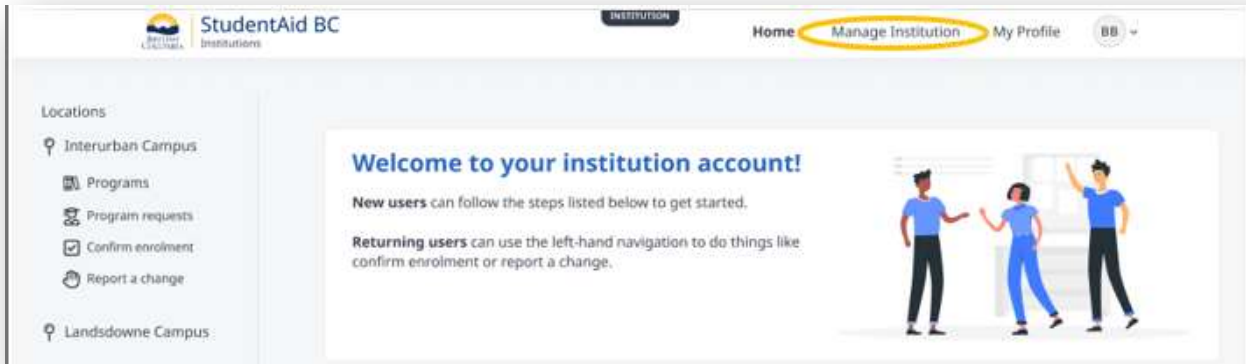 StudentAid BC
BRITISH
COLUMBIA
Institutions
INSTITUTION
Home
Manage Institution
My Profile
BB
Locations
Interurban Campus
Programs
Program requests
Confirm enrolment
Report a change
Landsdowne Campus
Welcome to your institution account!
New users can follow the steps listed below to get started.
Returning users can use the left-hand navigation to do things like
confirm enrolment or report a change.